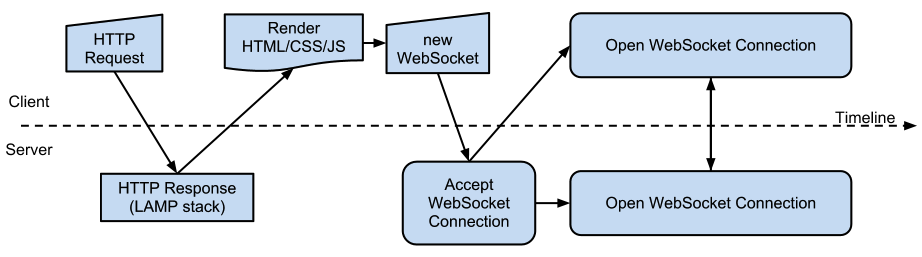 HTTP
Request
Render
HTML/CSS/JS
new
WebSocket
Open WebSocket Connection
Client
Timeline
Server
HTTP Response
(LAMP stack)
Accept
WebSocket
Connection
Open WebSocket Connection